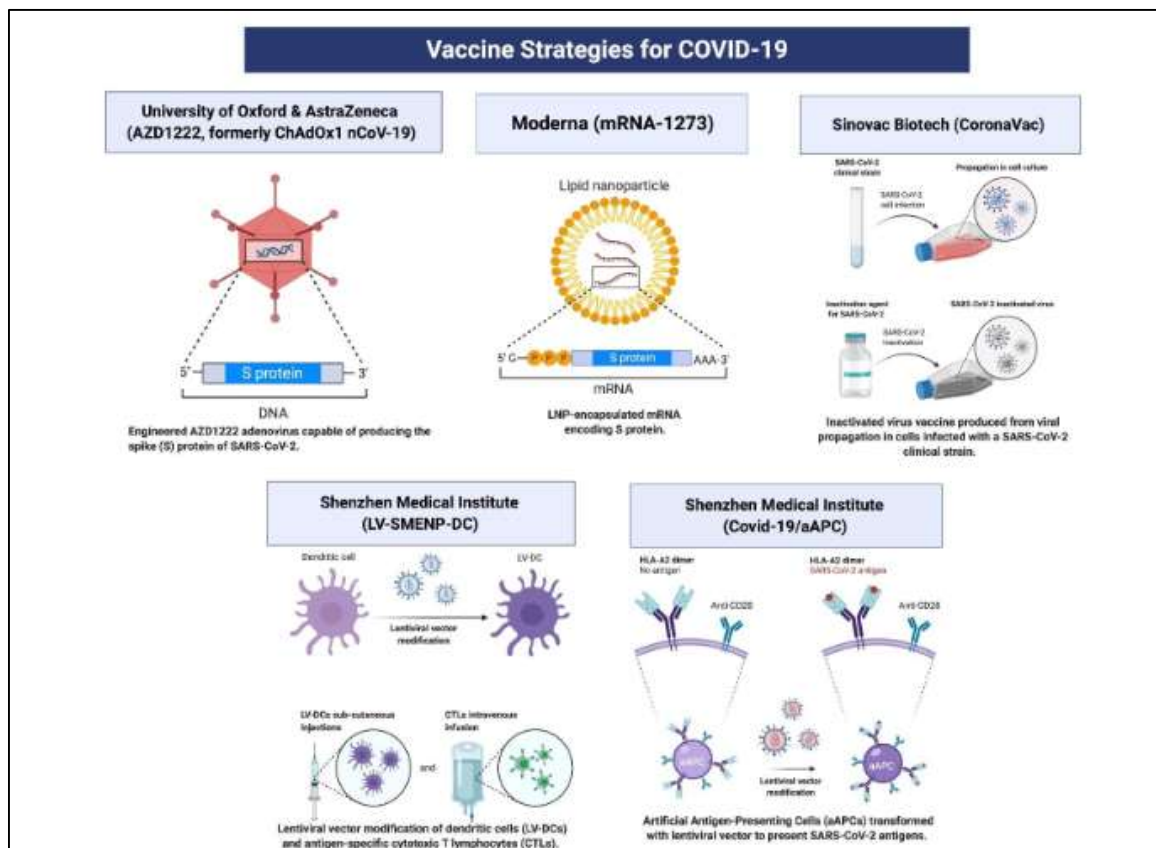 Vaccine Strategies for COVID-19
University of Oxford & AstraZeneca
(AZD1222, formerly ChAdOx1 nCoV-19)
DNA
5'
S protein
3'
Engineered AZD1222 adenovirus capable of producing the
spike (S) protein of SARS-CoV-2.
Moderna (mRNA-1273)
Lipid nanoparticle
5' G
P P P
S protein
AAA-3'
mRNA
LNP-encapsulated mRNA
encoding S protein.
Sinovac Biotech (CoronaVac)
SARS-CoV-2
clinical strain
SARS-CoV-2
cell infection
Propagation in cell culture
Inactivation agent
for SARS-CoV-2
SARS-CoV-2
Inactivation
SARS-CoV-2 inactivated virus
Inactivated virus vaccine produced from viral
propagation in cells infected with a SARS-CoV-2
clinical strain.
Shenzhen Medical Institute
(LV-SMENP-DC)
Dendritic cell
LV-DC
Lentiviral vector
modification
LV-DCs sub-cutaneous
injections
and
CTLs intravenous
infusion
Lentiviral vector modification of dendritic cells (LV-DCs)
and antigen-specific cytotoxic T lymphocytes (CTLs).
Shenzhen Medical Institute
(Covid-19/aAPC)
HLA-A2 dimer
No antigen
Anti-CD28
HLA-A2 dimer
SARS-CoV-2 antigen
Anti-CD28
aAPC
Lentiviral vector
modification
aAPC
Artificial Antigen-Presenting Cells (aAPCs) transformed
with lentiviral vector to present SARS-CoV-2 antigens.